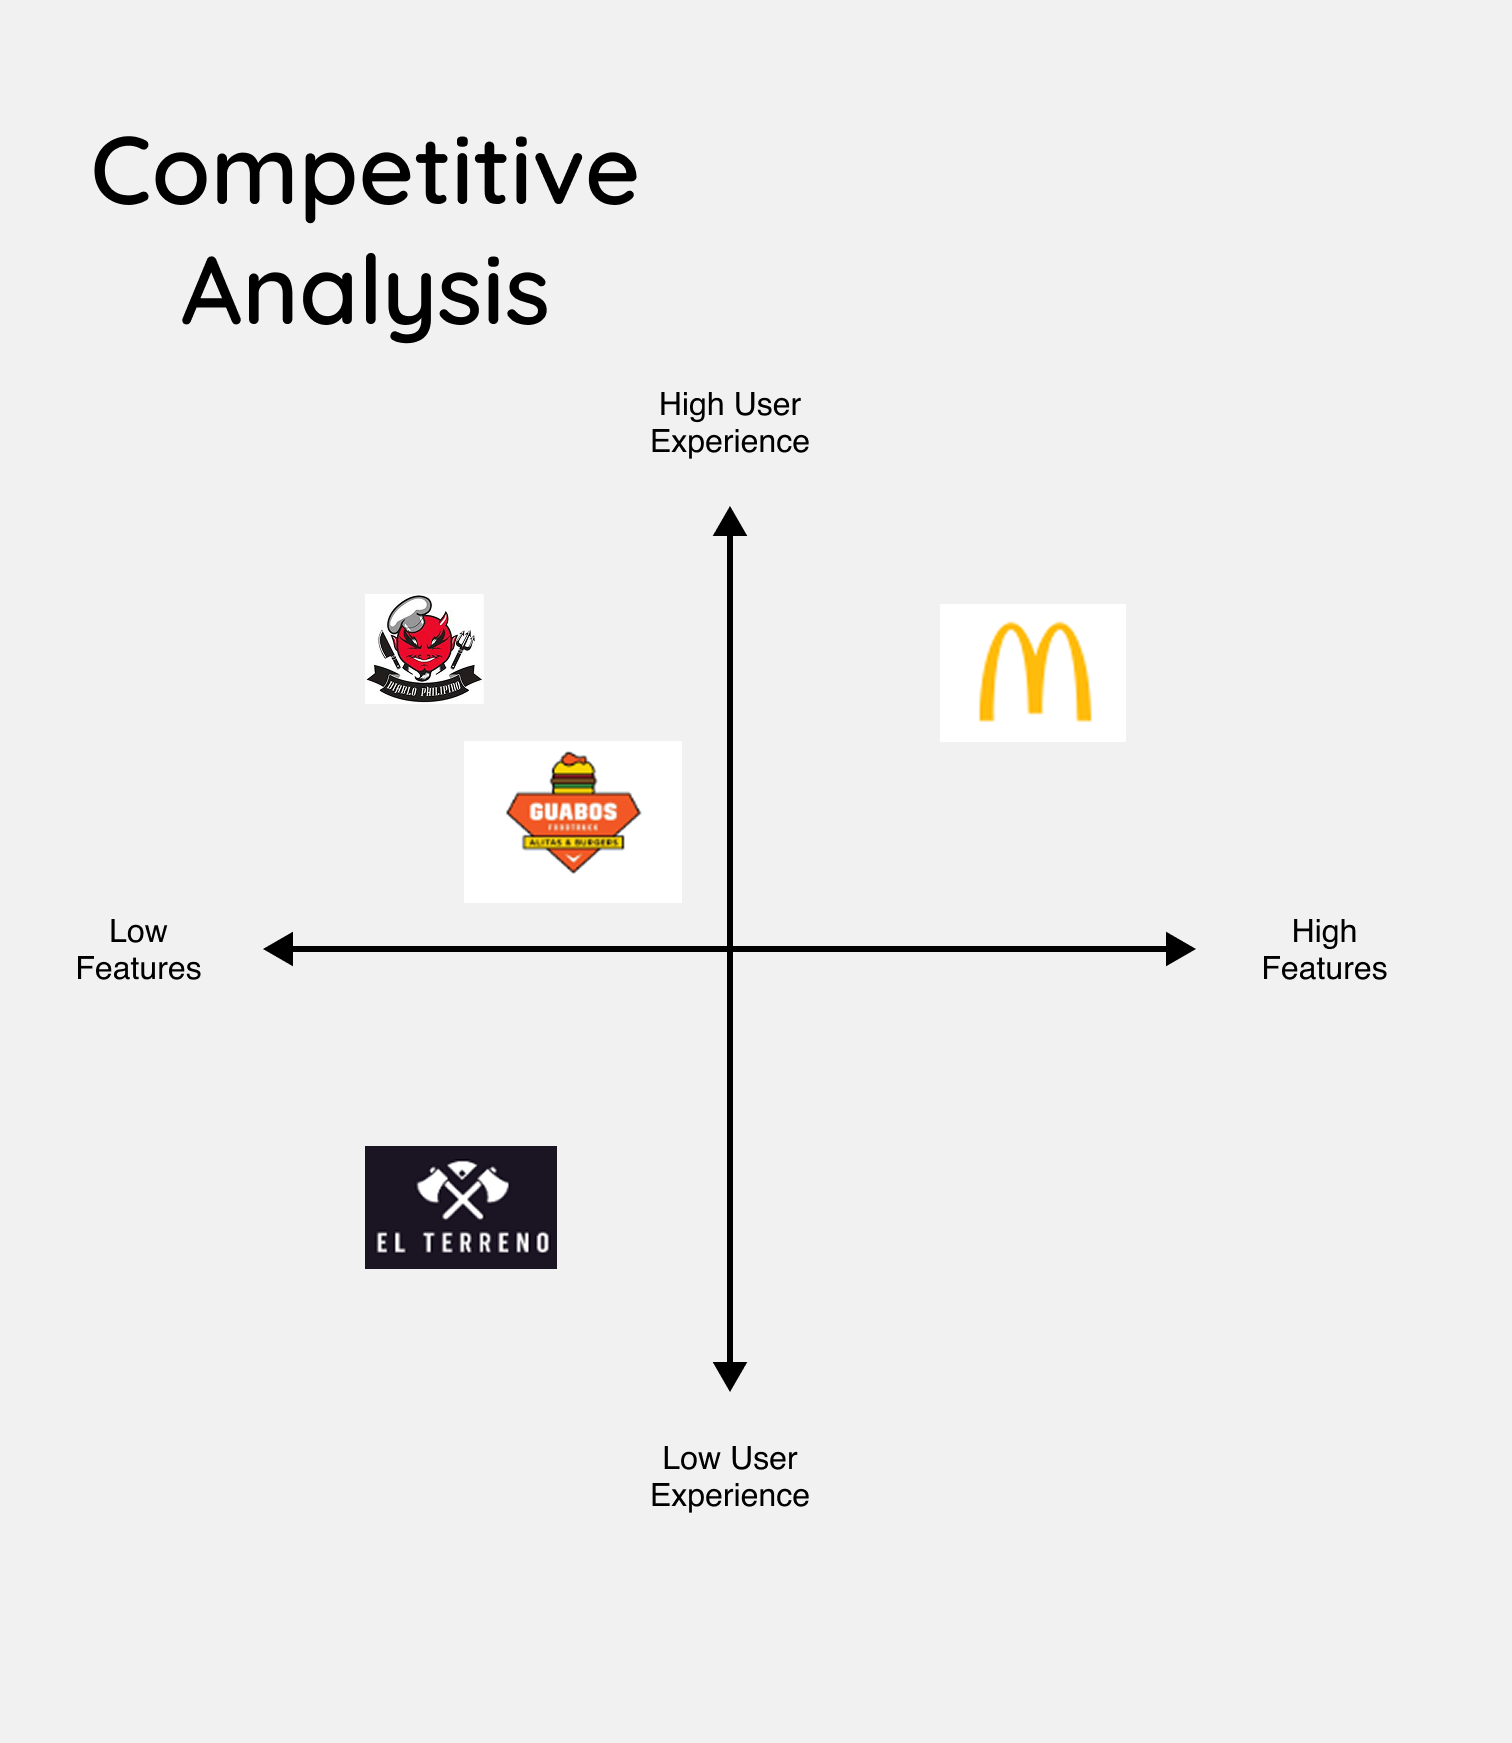 Competitive
Analysis
High User
Experience
DIABLO PHILIPINO
GUABOS
FOODTRUCK
ALITAS & BURGERS
Low
Features
High
Features
EL TERRENO
Low User
Experience